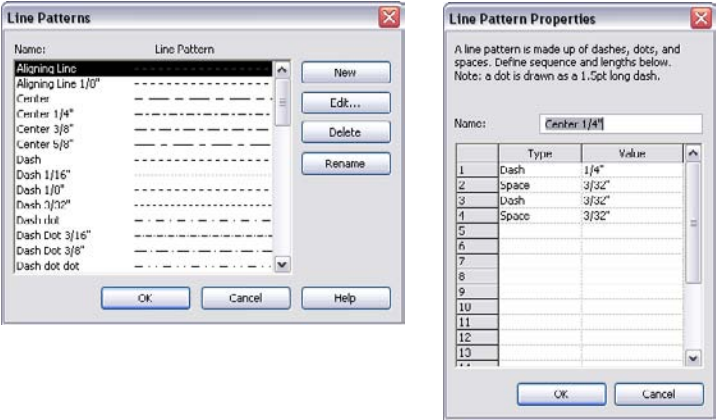 Line Patterns
Name: Line Pattern
Aligning Line
Aligning Line 1/8"
Center
Center 1/4"
Center 3/8"
Center 5/8"
Dash
Dash 1/16"
Dash 1/8"
Dash 3/32"
Dash dot
Dash Dot 3/16"
Dash Dot 3/8"
Dash dot dot
New
Edit...
Delete
Rename
OK Cancel Help
Line Pattern Properties
A line pattern is made up of dashes, dots, and
spaces. Define sequence and lengths below.
Note: a dot is drawn as a 1.5pt long dash.
Name: Center 1/4"
Type Value
1 Dash 1/4"
2 Space 3/32"
3 Dash 3/32"
4 Space 3/32"
5
6
7
8
9
10
11
12
13
OK Cancel